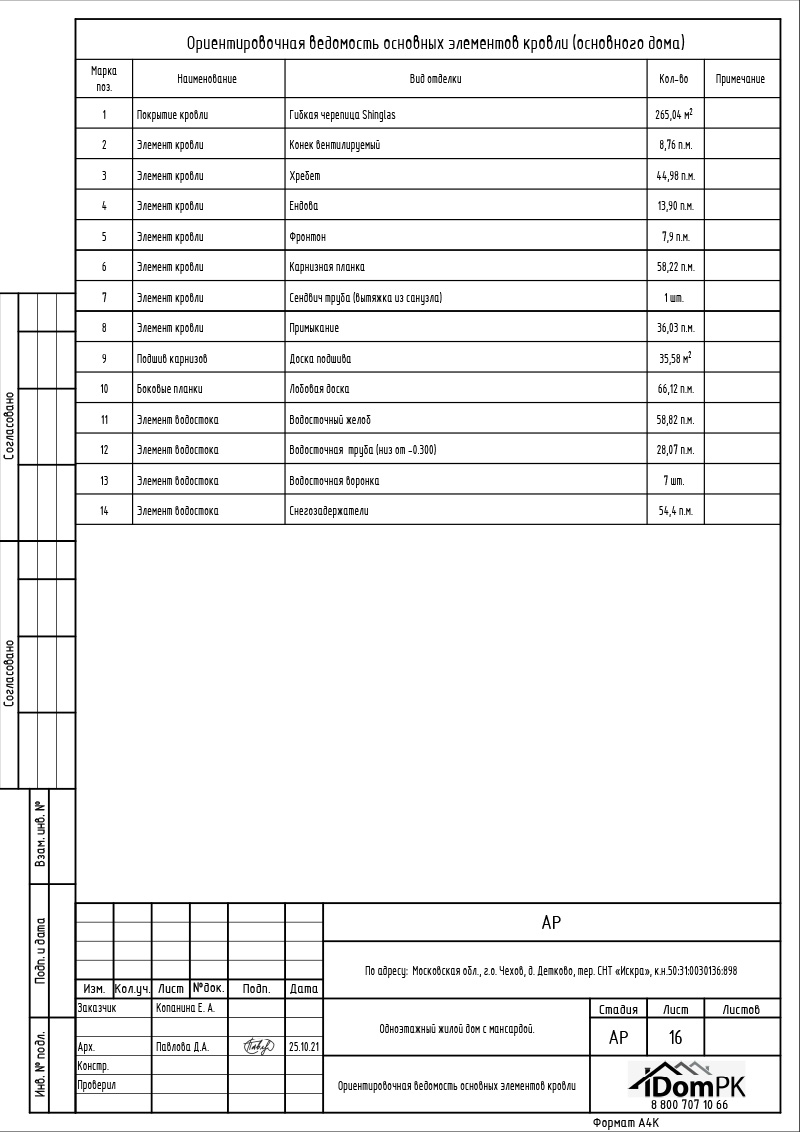 Ориентировочная ведомость основных элементов кровли (основного дома)
Марка поз. Наименование Вид отделки Кол-во Примечание
1 Покрытие кровли Гибкая черепица Shinglas 265,04 м²
2 Элемент кровли Конек вентилируемый 8,76 п.м.
3 Элемент кровли Хребет 44,98 п.м.
4 Элемент кровли Ендова 13,90 п.м.
5 Элемент кровли Фронтон 7,9 п.м.
6 Элемент кровли Карнизная планка 58,22 п.м.
7 Элемент кровли Сендвич труба (вытяжка из санузла) 1 шт.
8 Элемент кровли Примыкание 36,03 п.м.
9 Подшив карнизов Доска подшива 35,58 м²
10 Боковые планки Лобовая доска 66,12 п.м.
11 Элемент водостока Водосточный желоб 58,82 п.м.
12 Элемент водостока Водосточная труба (низ от -0.300) 28,07 п.м.
13 Элемент водостока Водосточная воронка 7 шт.
14 Элемент водостока Снегозадержатели 54,4 п.м.
Согласовано
Согласовано
Взам. инв. №
Подп. и дата
Инв. № подл.
АР
По адресу: Московская обл., г.о. Чехов, д. Детково, тер. СНТ «Искра», к.н.50:31:0030136:898
Изм. Кол.уч. Лист №док. Подп. Дата
Заказчик Копанина Е. А.
Арх. Павлова Д.А. 25.10.21
Констр.
Проверил
Одноэтажный жилой дом с мансардой.
Стадия Лист Листов
АР 16
Ориентировочная ведомость основных элементов кровли
iDomPK
8 800 707 10 66
Формат А4К